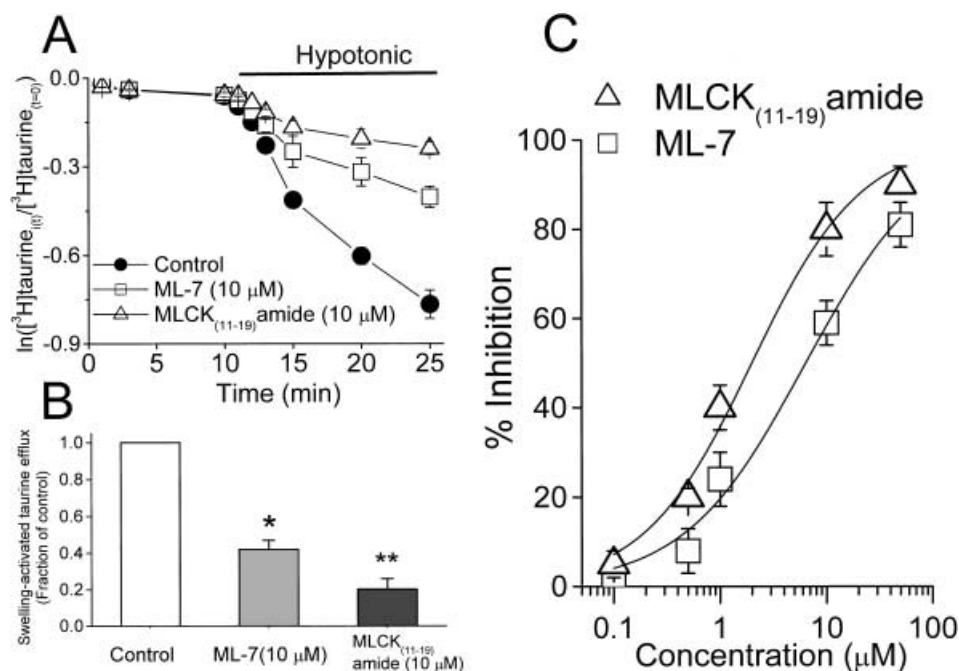 A
Hypotonic
ln([³H]taurine i(t)/[³H]taurine (t=0))
0.0
-0.3
-0.6
-0.9
Control
ML-7 (10 μM)
MLCK(11-19)amide (10 μM)
0 5 10 15 20 25
Time (min)
B
Swelling-activated taurine efflux
(Fraction of control)
1.0
0.8
0.6
0.4
0.2
0.0
*
**
Control
ML-7(10 μM)
MLCK(11-19)
amide (10 μM)
C
MLCK(11-19)amide
ML-7
% Inhibition
100
80
60
40
20
0
0.1 1 10 100
Concentration (μM)